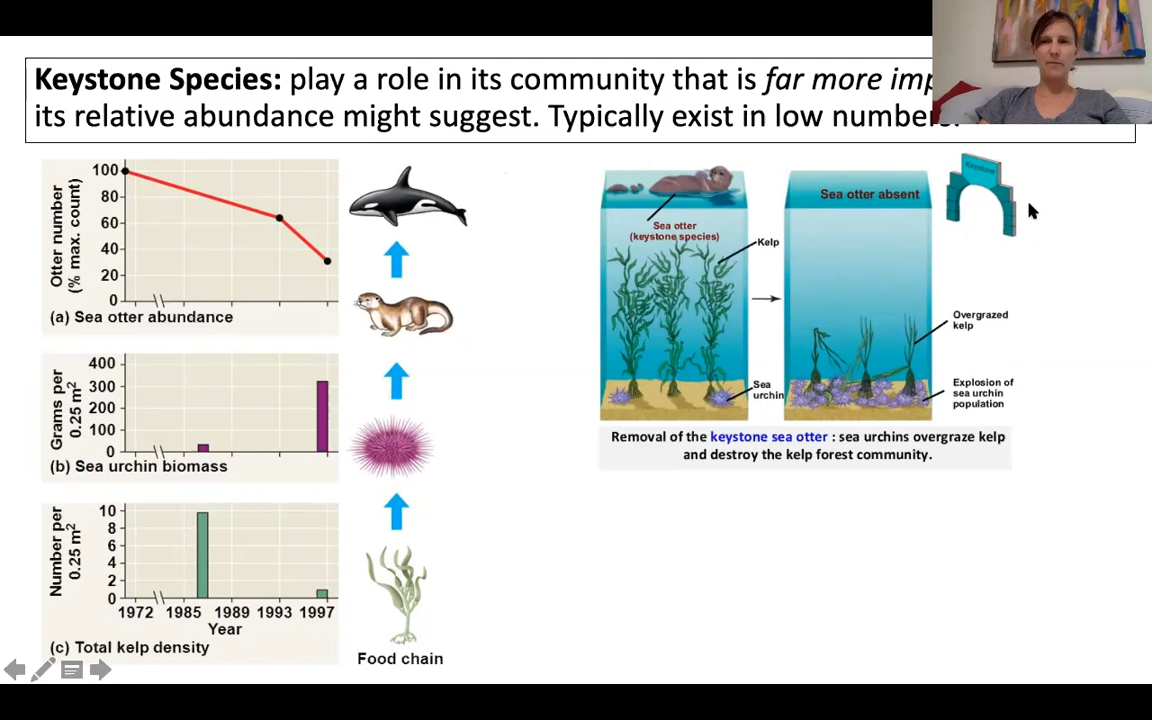 Keystone Species: play a role in its community that is far more imp
its relative abundance might suggest. Typically exist in low numbers.
Otter number
(% max. count)
100
80
60
40
20
0
(a) Sea otter abundance
Grams per
0.25 m²
400
300
200
100
0
(b) Sea urchin biomass
Number per
0.25 m²
10
8
6
4
2
0
1972 1985 1989 1993 1997
Year
(c) Total kelp density
Food chain
Sea otter
(keystone species)
Kelp
Sea
urchin
Sea otter absent
Keystone
Overgrazed
kelp
Explosion of
sea urchin
population
Removal of the keystone sea otter : sea urchins overgraze kelp
and destroy the kelp forest community.